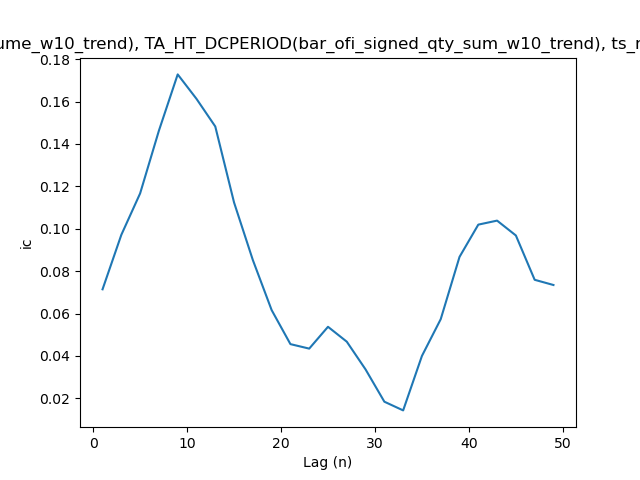 ume_w10_trend), TA_HT_DCPERIOD(bar_ofi_signed_qty_sum_w10_trend), ts_r
0.18
0.16
0.14
0.12
0.10
0.08
0.06
0.04
0.02
ic
0 10 20 30 40 50
Lag (n)